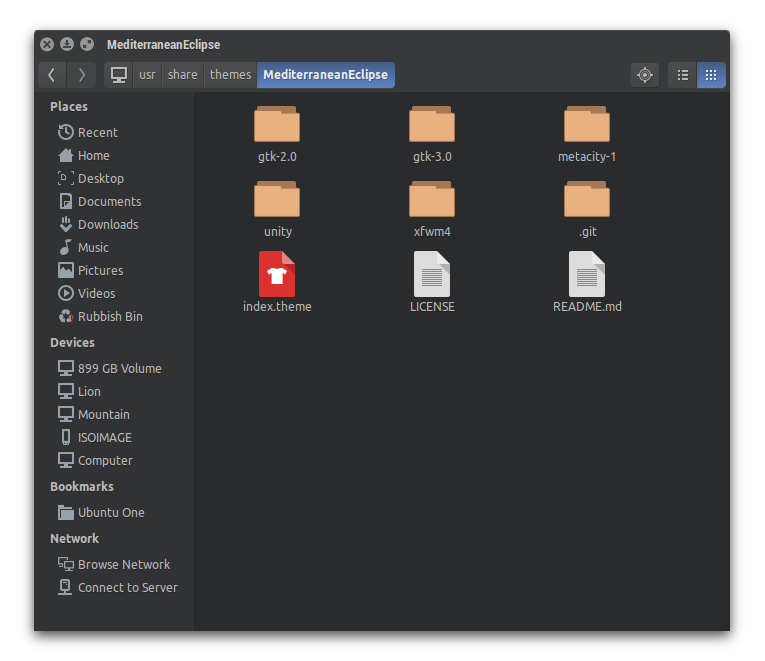 MediterraneanEclipse
usr share themes MediterraneanEclipse
Places
Recent
Home
Desktop
Documents
Downloads
Music
Pictures
Videos
Rubbish Bin
Devices
899 GB Volume
Lion
Mountain
ISOIMAGE
Computer
Bookmarks
Ubuntu One
Network
Browse Network
Connect to Server
gtk-2.0 gtk-3.0 metacity-1
unity xfwm4 .git
index.theme LICENSE README.md